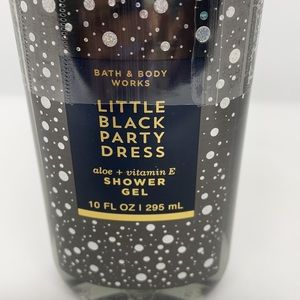 BATH & BODY
WORKS
LITTLE
BLACK
PARTY
DRESS
aloe + vitamin E
SHOWER
GEL
10 FL OZ | 295 mL